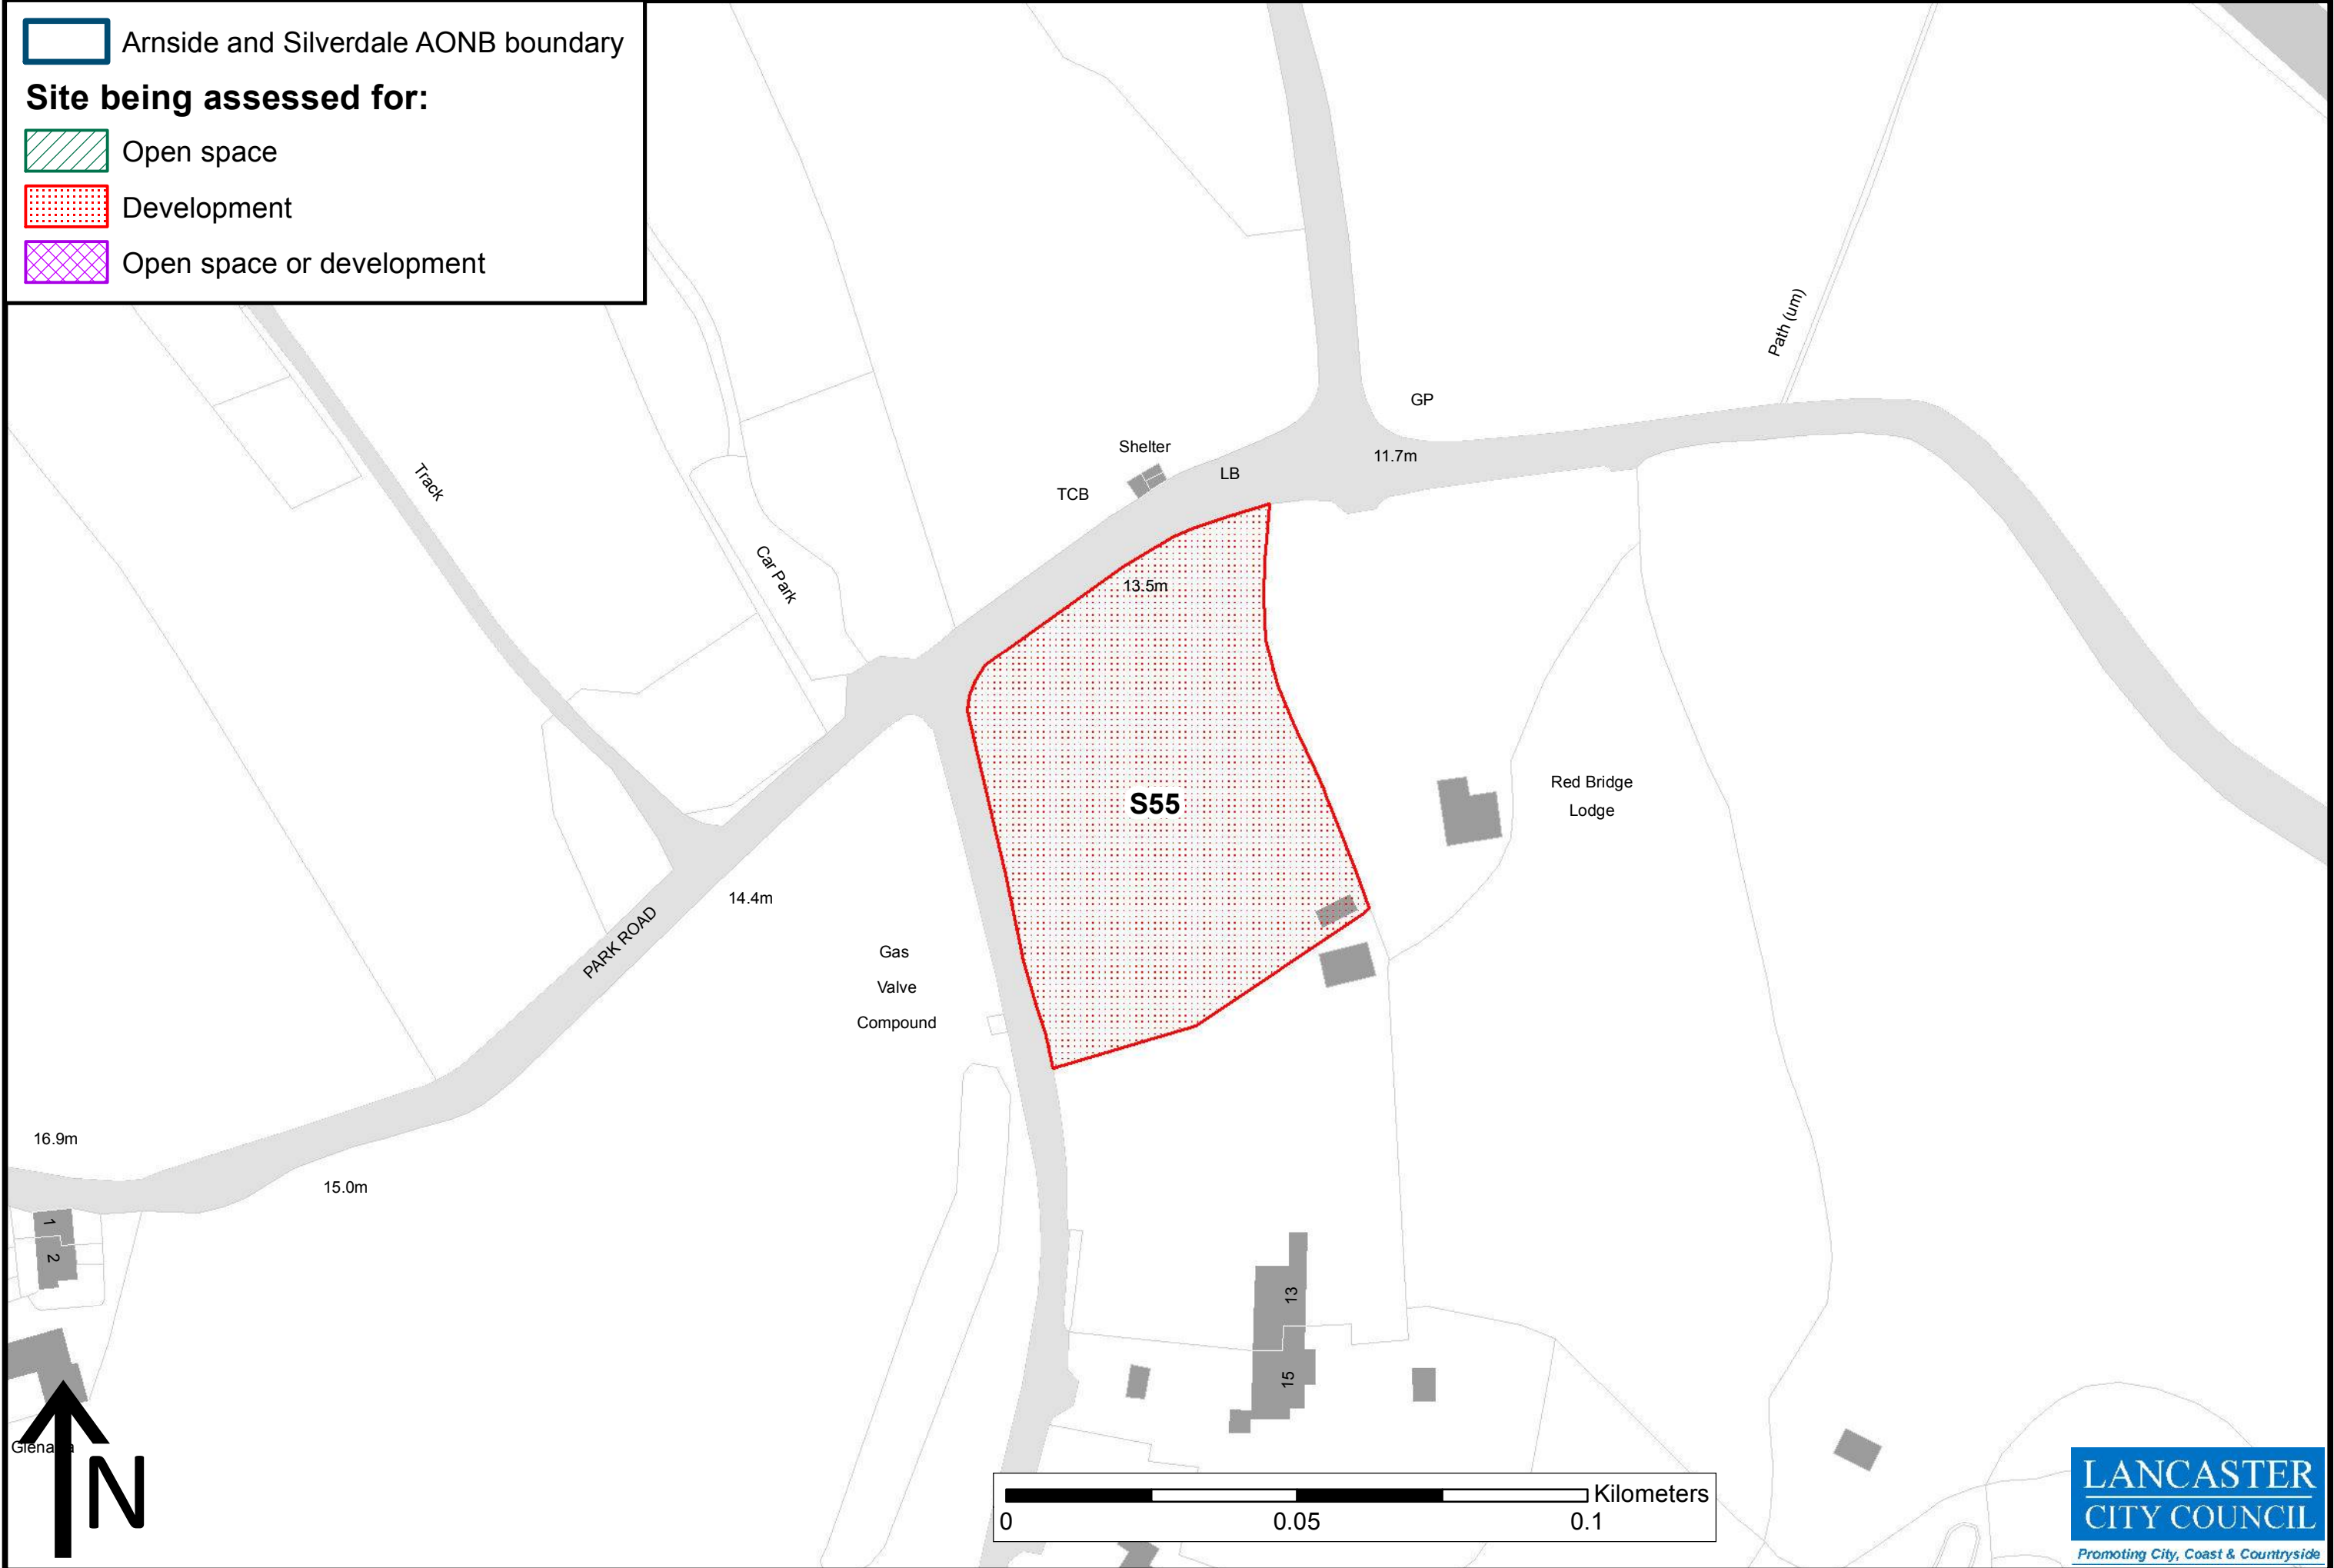 Arnside and Silverdale AONB boundary
Site being assessed for:
Open space
Development
Open space or development
Path (um)
GP
Shelter
11.7m
LB
Track
TCB
Car Park
13.5m
Red Bridge
Lodge
S55
14.4m
PARK ROAD
Gas
Valve
Compound
16.9m
15.0m
1
2
13
15
N
Kilometers
0
0.05
0.1
LANCASTER
CITY COUNCIL
Promoting City, Coast & Countryside